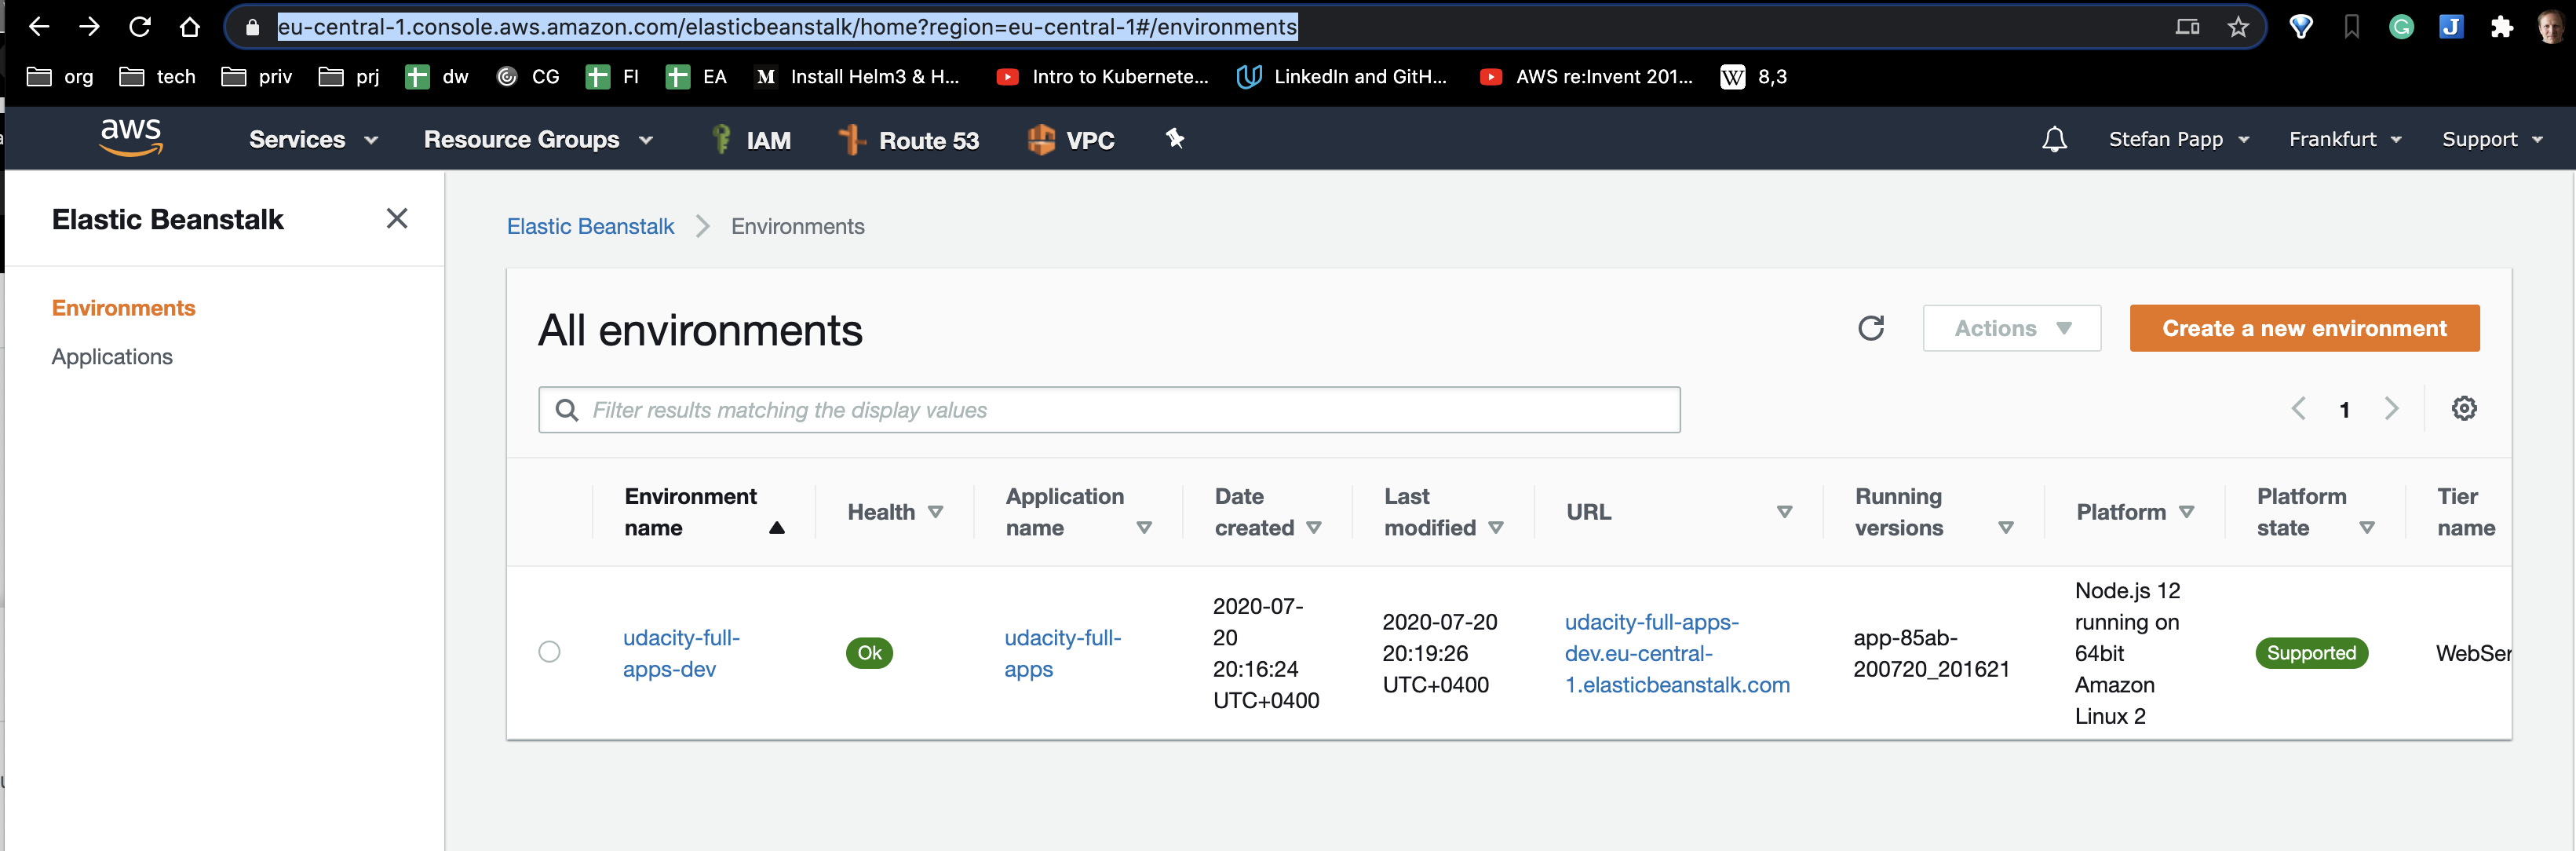 eu-central-1.console.aws.amazon.com/elasticbeanstalk/home?region=eu-central-1#/environments
org tech priv prj dw CG FI EA M Install Helm3 & H... Intro to Kubernete... LinkedIn and GitH... AWS re:Invent 201... W 8,3
aws Services Resource Groups IAM Route 53 VPC Stefan Papp Frankfurt Support
Elastic Beanstalk
Environments
Applications
Elastic Beanstalk > Environments
All environments
Actions
Create a new environment
Filter results matching the display values
1
Environment name
Health
Application name
Date created
Last modified
URL
Running versions
Platform
Platform state
Tier name
udacity-full-
apps-dev
Ok
udacity-full-
apps
2020-07-
20
20:16:24
UTC+0400
2020-07-20
20:19:26
UTC+0400
udacity-full-apps-
dev.eu-central-
1.elasticbeanstalk.com
app-85ab-
200720_201621
Node.js 12
running on
64bit
Amazon
Linux 2
Supported
WebSer